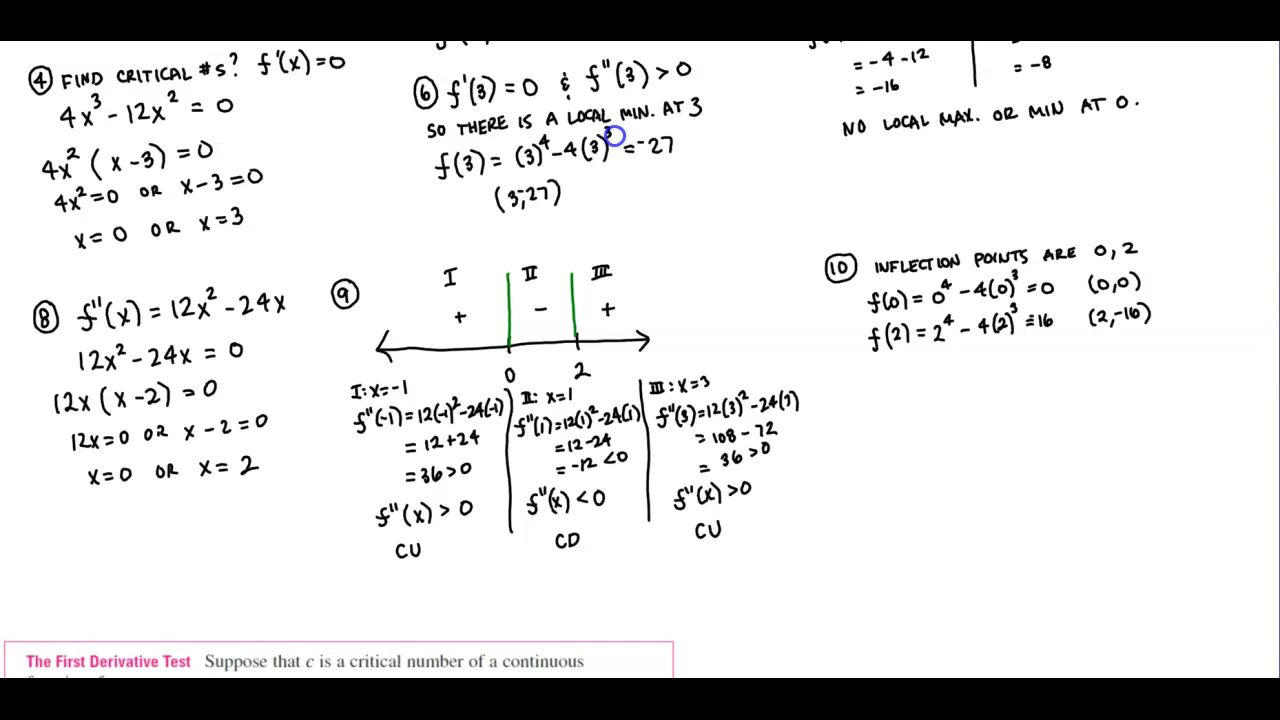 ④ FIND CRITICAL #s? f'(x)=0
4x³ - 12x² = 0
4x² (x-3) = 0
4x²=0 OR x-3=0
x=0 OR x=3
⑥ f'(3)=0 & f''(3) > 0
SO THERE IS A LOCAL MIN. AT 3
f(3) = (3)⁴ - 4(3)³ = -27
(3,-27)
= -4-12
= -16
= -8
NO LOCAL MAX. OR MIN AT 0.
⑧ f''(x) = 12x² - 24x
12x² - 24x = 0
12x (x-2) = 0
12x=0 OR x-2=0
x=0 OR x=2
⑨
I II III
+ - +
0 2
I: x=-1
f''(-1)=12(-1)²-24(-1)
= 12+24
= 36>0
f''(x) > 0
CU
II: x=1
f''(1)=12(1)²-24(1)
=12-24
=-12 <0
f''(x) < 0
CD
III: x=3
f''(3)=12(3)²-24(3)
= 108-72
= 36>0
f''(x) >0
CU
⑩ INFLECTION POINTS ARE 0, 2
f(0) = 0⁴ - 4(0)³ = 0 (0,0)
f(2) = 2⁴ - 4(2)³ = -16 (2,-16)
The First Derivative Test Suppose that c is a critical number of a continuous